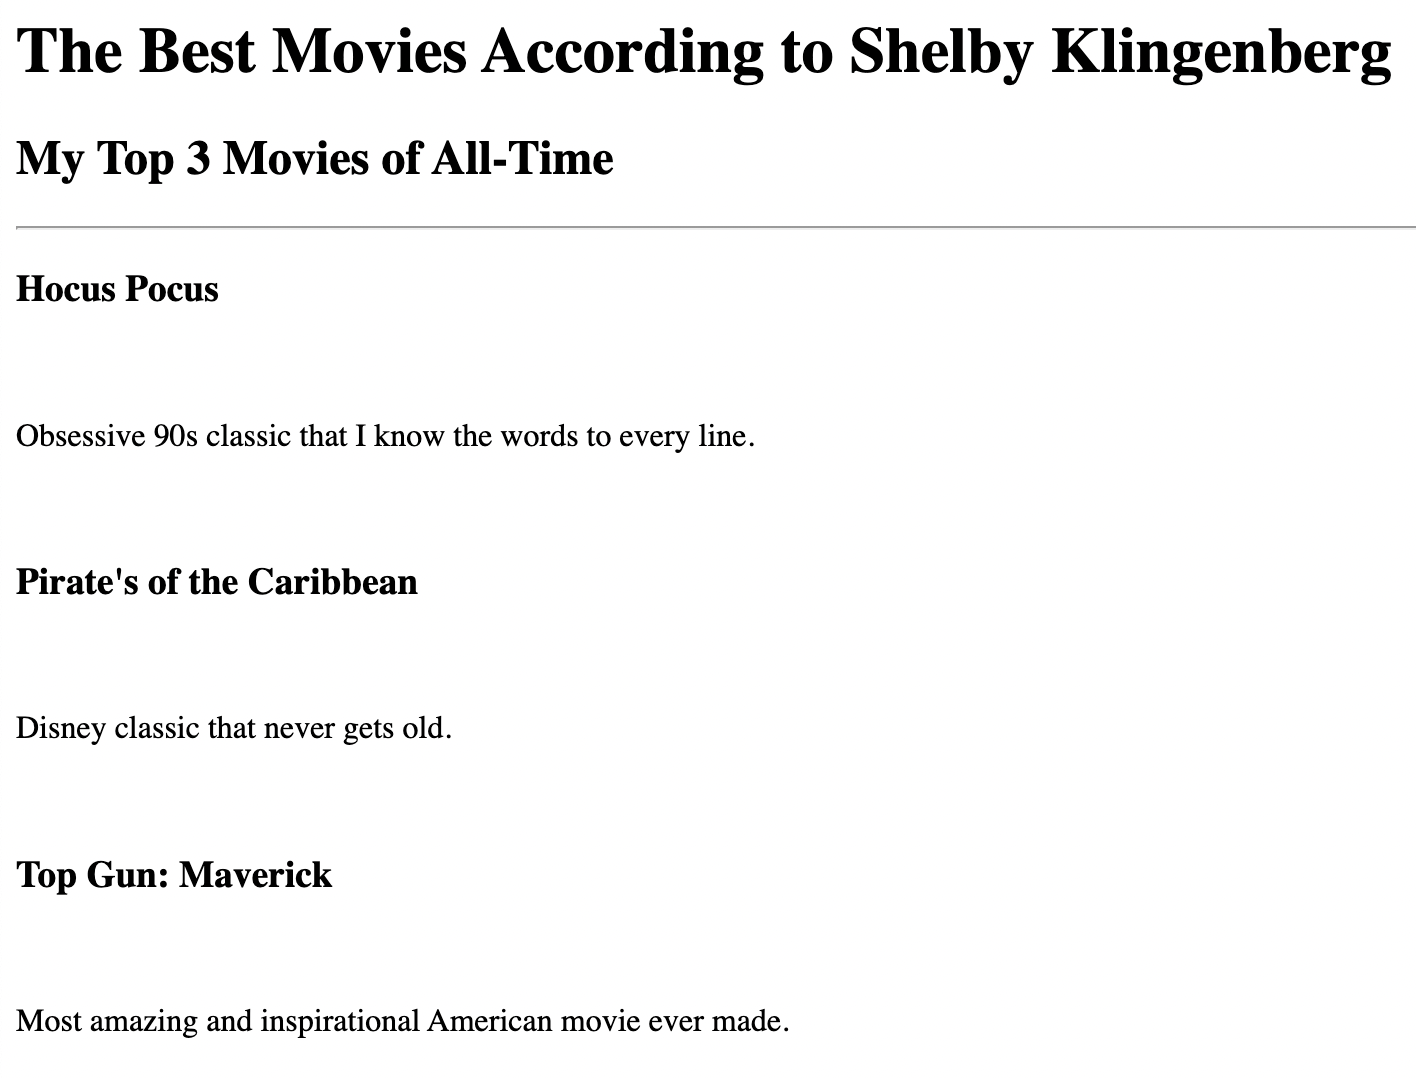 The Best Movies According to Shelby Klingenberg
My Top 3 Movies of All-Time
Hocus Pocus
Obsessive 90s classic that I know the words to every line.
Pirate's of the Caribbean
Disney classic that never gets old.
Top Gun: Maverick
Most amazing and inspirational American movie ever made.